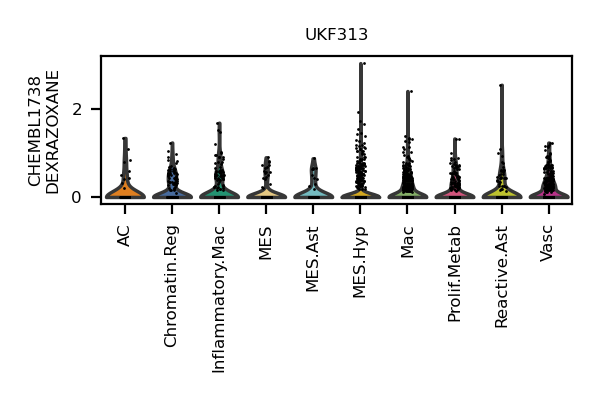 UKF313
CHEMBL1738
DEXRAZOXANE
2
0
AC
Chromatin.Reg
Inflammatory.Mac
MES
MES.Ast
MES.Hyp
Mac
Prolif.Metab
Reactive.Ast
Vasc